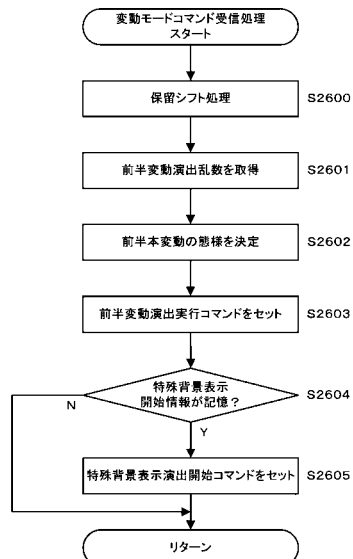 変動モードコマンド受信処理
スタート
保留シフト処理
S2600
前半変動演出乱数を取得
S2601
前半本変動の態様を決定
S2602
前半変動演出実行コマンドをセット
S2603
特殊背景表示
開始情報が記憶？
S2604
N
Y
特殊背景表示演出開始コマンドをセット
S2605
リターン